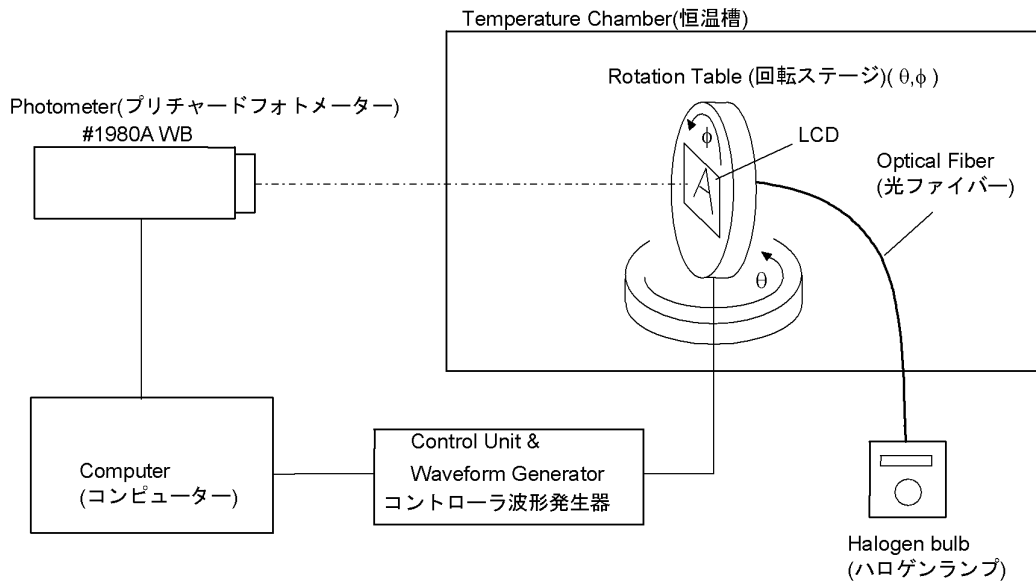 Temperature Chamber(恒温槽)
Rotation Table (回転ステージ)( θ,ϕ )
Photometer(プリチャードフォトメーター)
#1980A WB
ϕ
LCD
A
Optical Fiber
(光ファイバー)
θ
Computer
(コンピューター)
Control Unit &
Waveform Generator
コントローラ波形発生器
Halogen bulb
(ハロゲンランプ)